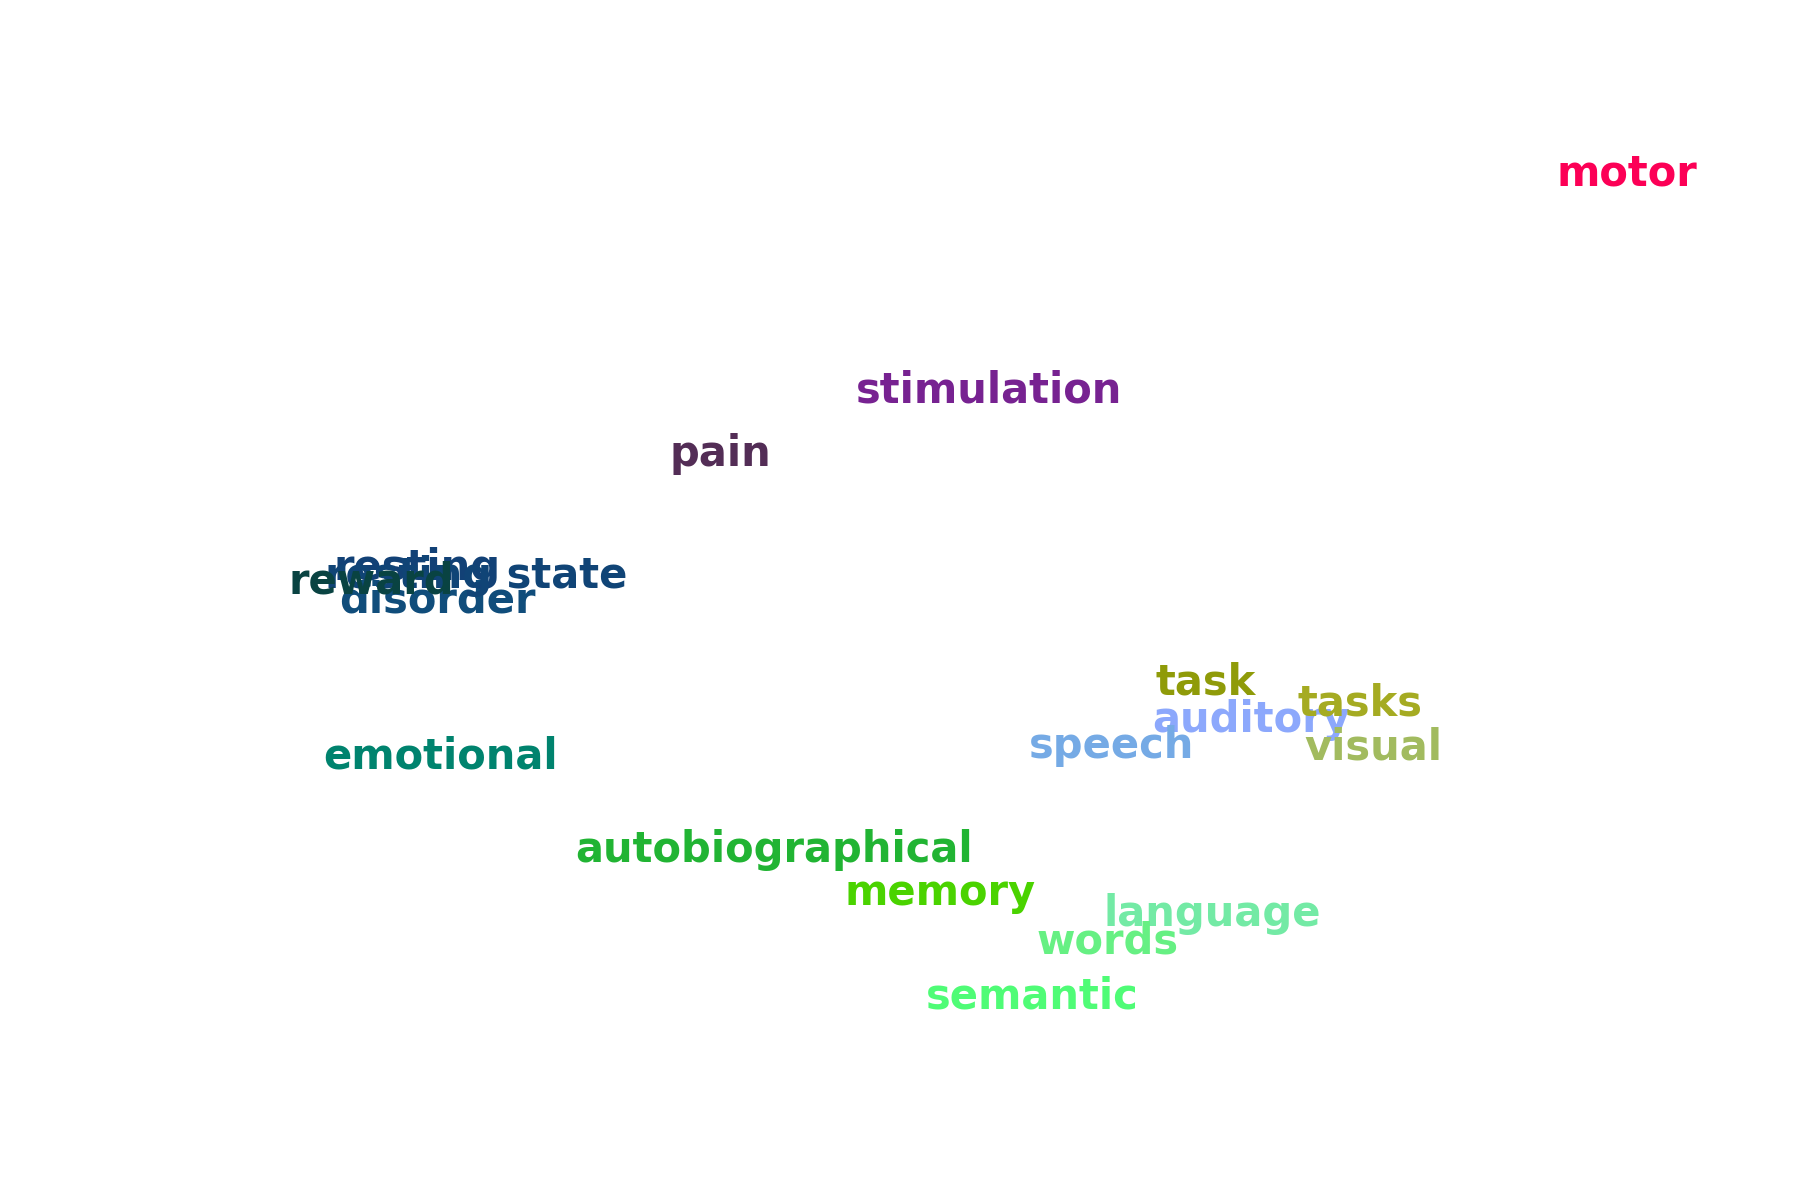 motor
stimulation
pain
resting
resting state
reward
disorder
task
tasks
auditory
speech
visual
emotional
autobiographical
memory
language
words
semantic